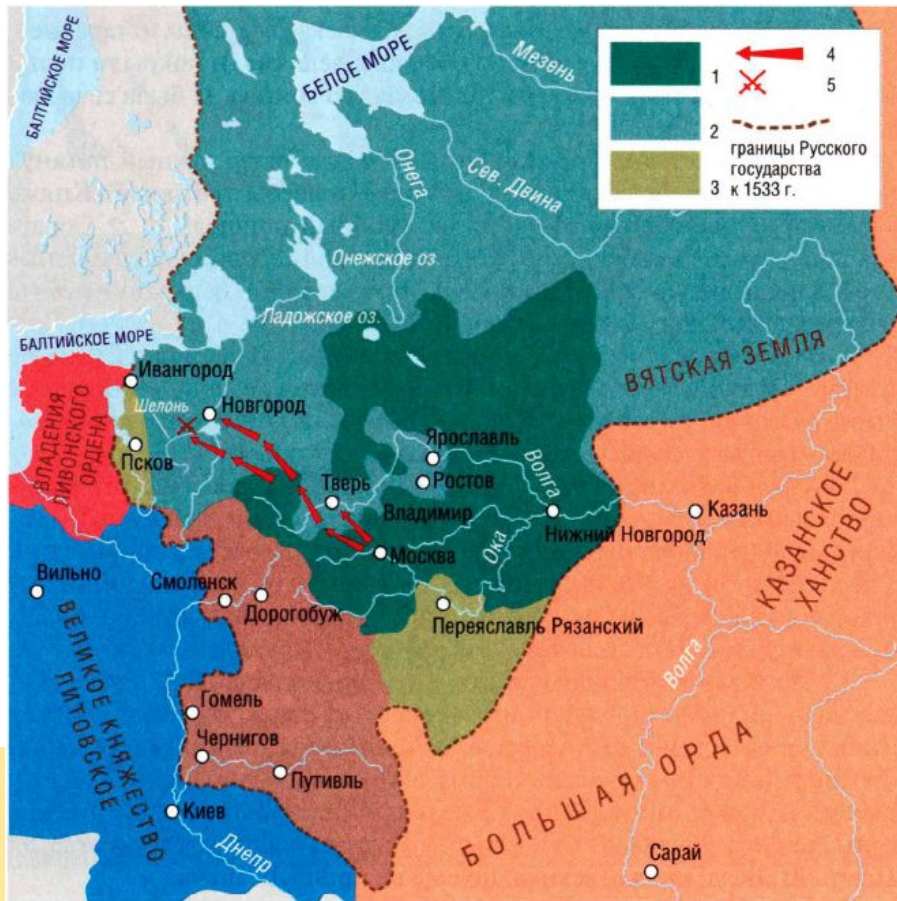 БАЛТИЙСКОЕ МОРЕ
БЕЛОЕ МОРЕ
Мезень
Онега
Сев. Двина
1
2
3
4
5
границы Русского
государства
к 1533 г.
Онежское оз.
Ладожское оз.
БАЛТИЙСКОЕ МОРЕ
ВЯТСКАЯ ЗЕМЛЯ
Ивангород
Шелонь
Новгород
ВЛАДЕНИЯ
ЛИВОНСКОГО
ОРДЕНА
Псков
Ярославль
Волга
Тверь
Ростов
Владимир
Казань
Нижний Новгород
Ока
Москва
КАЗАНСКОЕ
ХАНСТВО
Вильно
Смоленск
Дорогобуж
Переяславль Рязанский
Волга
ВЕЛИКОЕ КНЯЖЕСТВО
ЛИТОВСКОЕ
Гомель
Чернигов
Путивль
БОЛЬШАЯ ОРДА
Киев
Днепр
Сарай